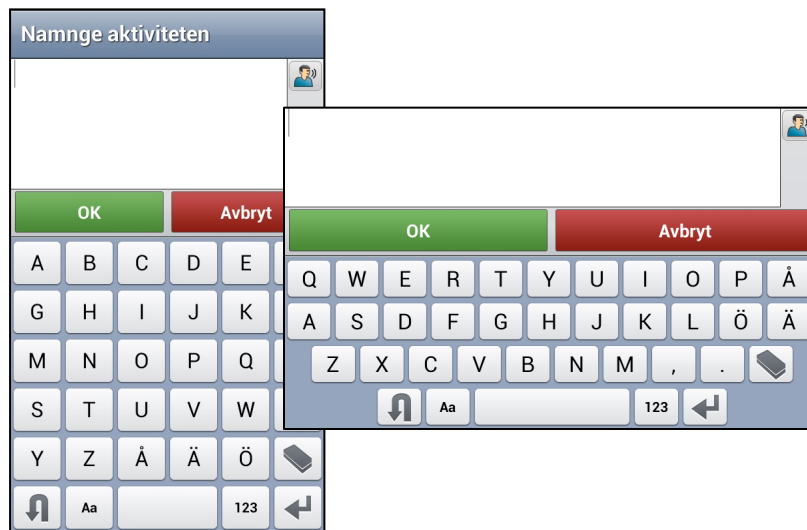 Namnge aktiviteten
OK Avbryt
A B C D E
G H I J K
M N O P Q
S T U V W
Y Z Å Ä Ö
Aa 123
OK Avbryt
Q W E R T Y U I O P Å
A S D F G H J K L Ö Ä
Z X C V B N M , .
Aa 123